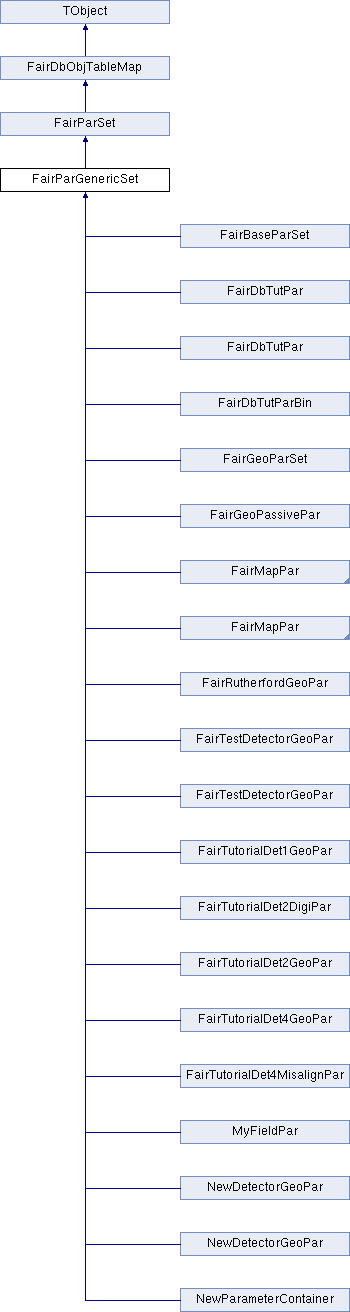 TObject
FairDbObjTableMap
FairParSet
FairParGenericSet
FairBaseParSet
FairDbTutPar
FairDbTutPar
FairDbTutParBin
FairGeoParSet
FairGeoPassivePar
FairMapPar
FairMapPar
FairRutherfordGeoPar
FairTestDetectorGeoPar
FairTestDetectorGeoPar
FairTutorialDet1GeoPar
FairTutorialDet2DigiPar
FairTutorialDet2GeoPar
FairTutorialDet4GeoPar
FairTutorialDet4MisalignPar
MyFieldPar
NewDetectorGeoPar
NewDetectorGeoPar
NewParameterContainer